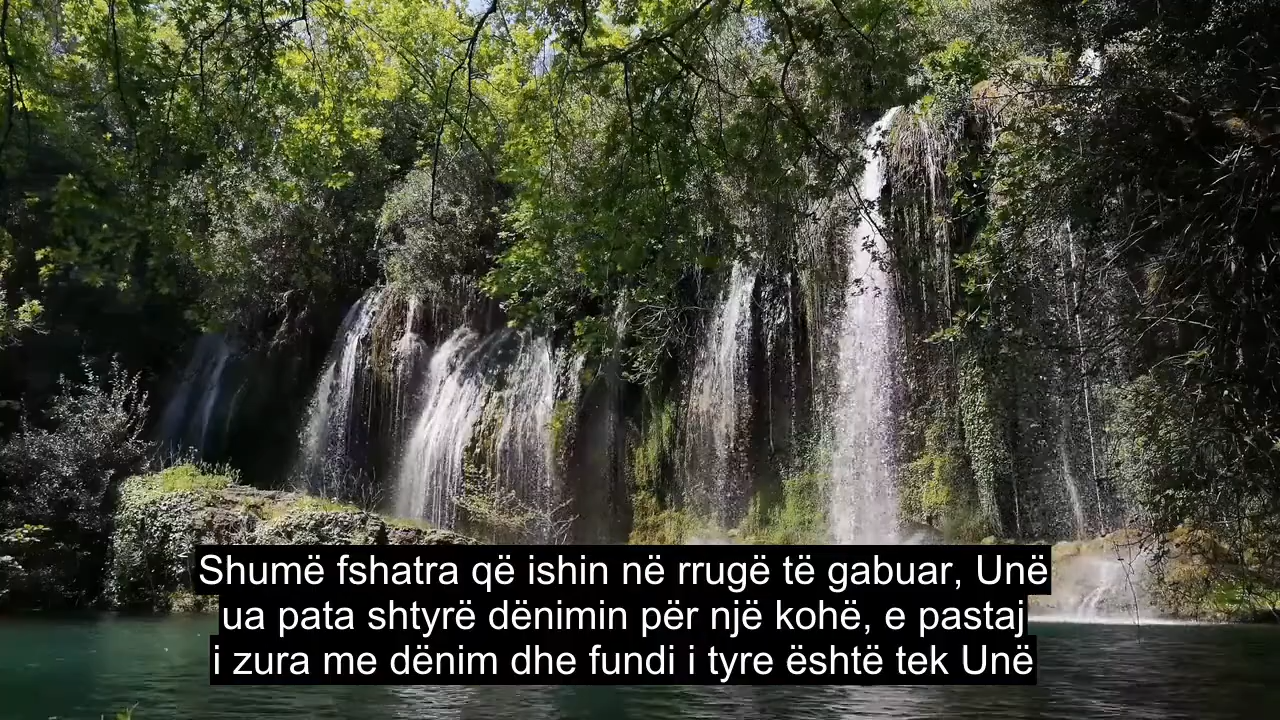 Shumë fshatra që ishin në rrugë të gabuar, Unë
ua pata shtyrë dënimin për një kohë, e pastaj
i zura me dënim dhe fundi i tyre është tek Unë